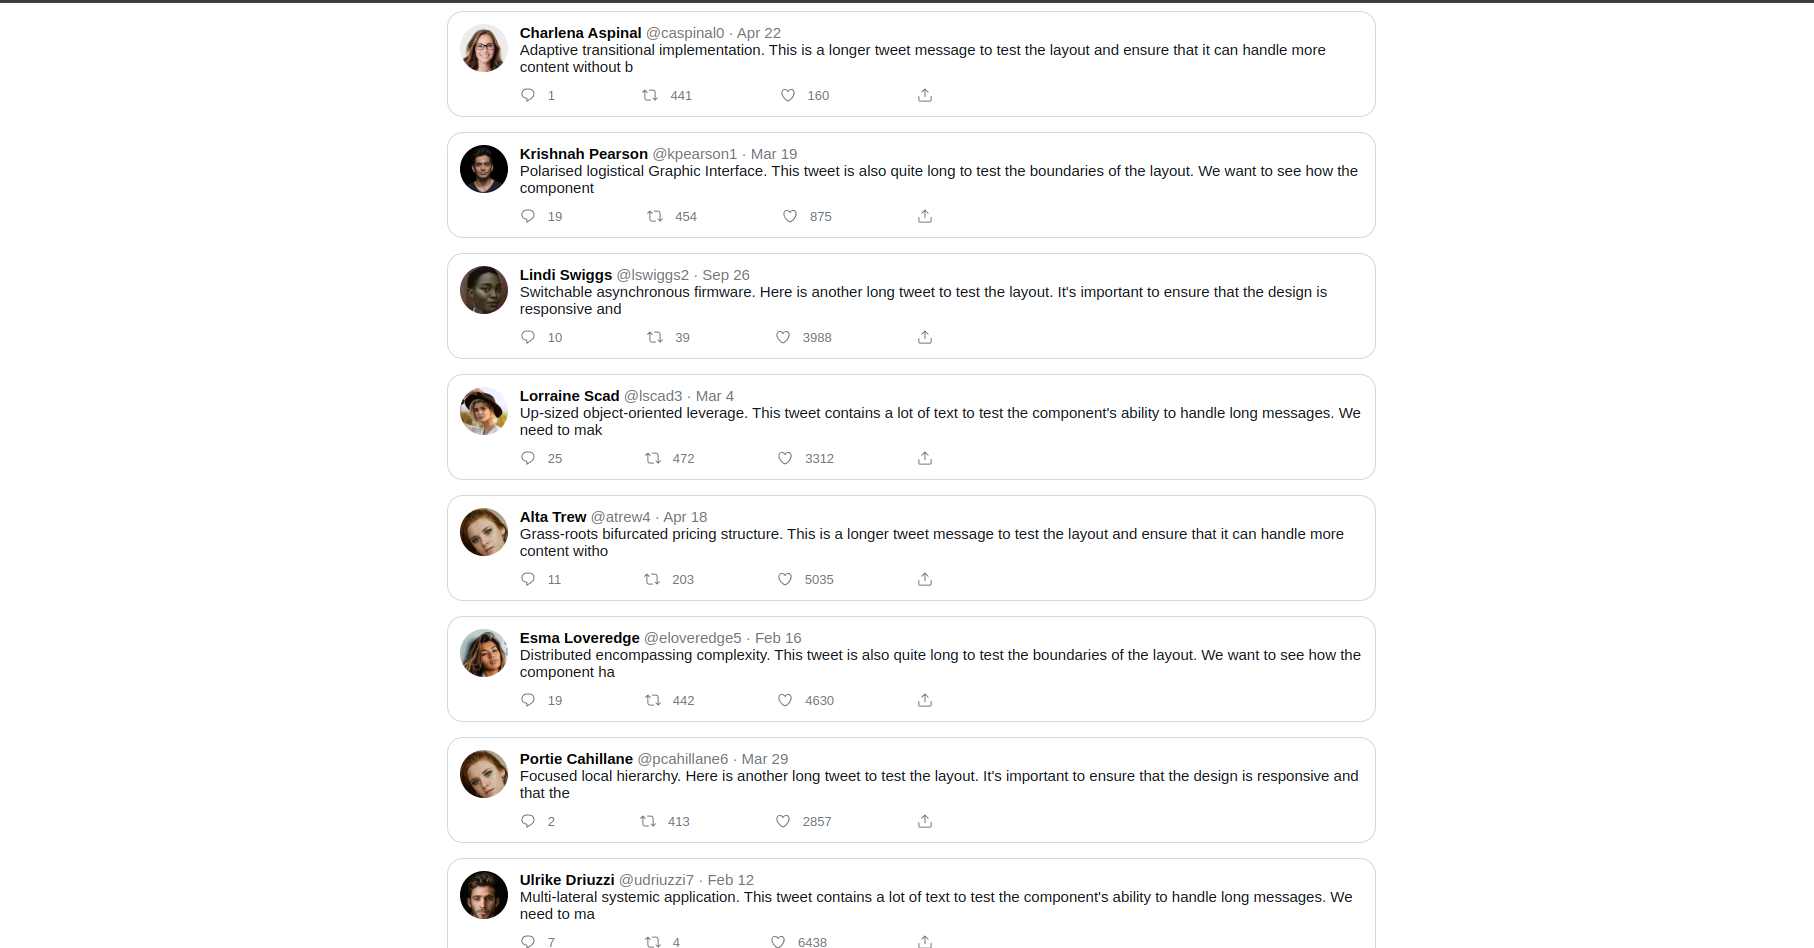 Charlena Aspinal @caspinal0 · Apr 22
Adaptive transitional implementation. This is a longer tweet message to test the layout and ensure that it can handle more
content without b
1 441 160
Krishnah Pearson @kpearson1 · Mar 19
Polarised logistical Graphic Interface. This tweet is also quite long to test the boundaries of the layout. We want to see how the
component
19 454 875
Lindi Swiggs @lswiggs2 · Sep 26
Switchable asynchronous firmware. Here is another long tweet to test the layout. It's important to ensure that the design is
responsive and
10 39 3988
Lorraine Scad @lscad3 · Mar 4
Up-sized object-oriented leverage. This tweet contains a lot of text to test the component's ability to handle long messages. We
need to mak
25 472 3312
Alta Trew @atrew4 · Apr 18
Grass-roots bifurcated pricing structure. This is a longer tweet message to test the layout and ensure that it can handle more
content witho
11 203 5035
Esma Loveredge @eloveredge5 · Feb 16
Distributed encompassing complexity. This tweet is also quite long to test the boundaries of the layout. We want to see how the
component ha
19 442 4630
Portie Cahillane @pcahillane6 · Mar 29
Focused local hierarchy. Here is another long tweet to test the layout. It's important to ensure that the design is responsive and
that the
2 413 2857
Ulrike Driuzzi @udriuzzi7 · Feb 12
Multi-lateral systemic application. This tweet contains a lot of text to test the component's ability to handle long messages. We
need to ma
7 4 6438